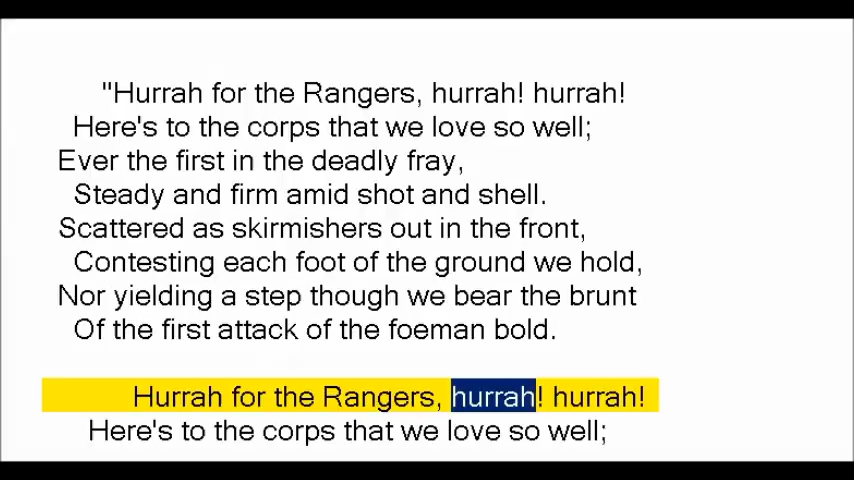 "Hurrah for the Rangers, hurrah! hurrah!
Here's to the corps that we love so well;
Ever the first in the deadly fray,
Steady and firm amid shot and shell.
Scattered as skirmishers out in the front,
Contesting each foot of the ground we hold,
Nor yielding a step though we bear the brunt
Of the first attack of the foeman bold.
Hurrah for the Rangers, hurrah! hurrah!
Here's to the corps that we love so well;